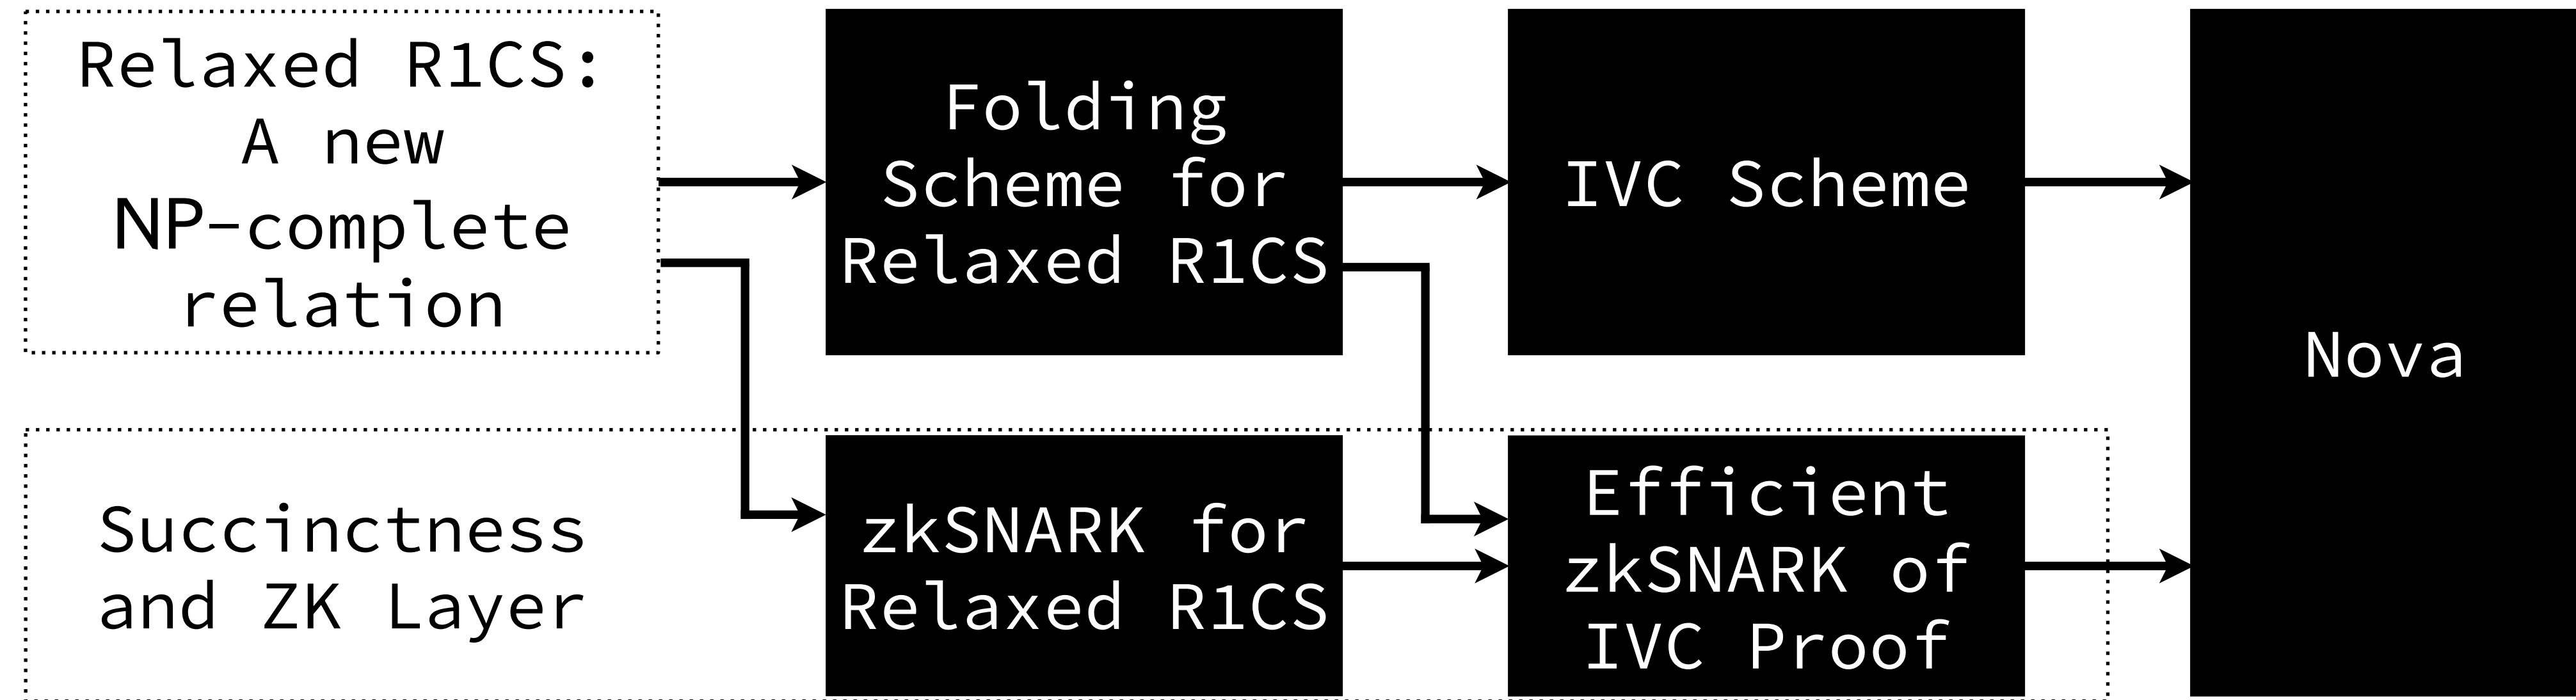 Relaxed R1CS:
A new
NP-complete
relation
Folding
Scheme for
Relaxed R1CS
IVC Scheme
Nova
Succinctness
and ZK Layer
zkSNARK for
Relaxed R1CS
Efficient
zkSNARK of
IVC Proof